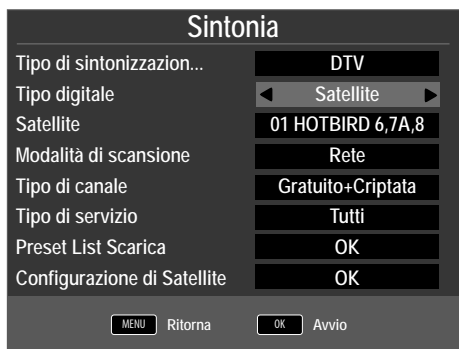 Sintonia
Tipo di sintonizzazion... DTV
Tipo digitale Satellite
Satellite 01 HOTBIRD 6,7A,8
Modalità di scansione Rete
Tipo di canale Gratuito+Criptata
Tipo di servizio Tutti
Preset List Scarica OK
Configurazione di Satellite OK
MENU Ritorna OK Avvio